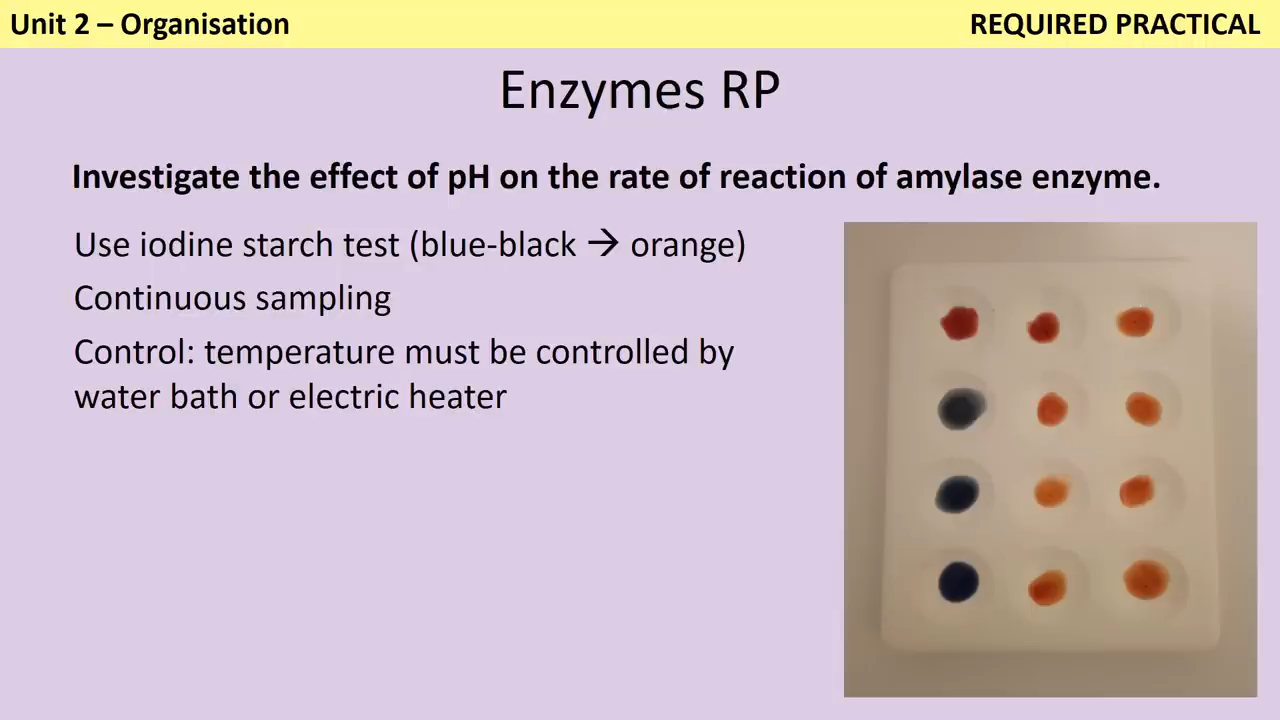 Unit 2 – Organisation
REQUIRED PRACTICAL
Enzymes RP
Investigate the effect of pH on the rate of reaction of amylase enzyme.
Use iodine starch test (blue-black → orange)
Continuous sampling
Control: temperature must be controlled by
water bath or electric heater